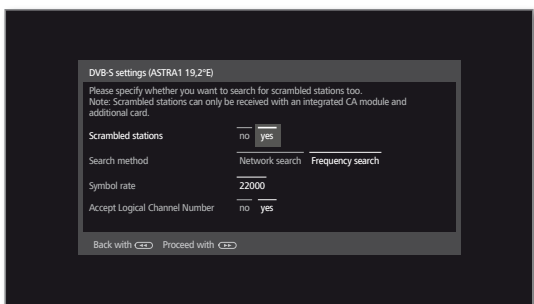 DVB-S settings (ASTRA1 19,2°E)
Please specify whether you want to search for scrambled stations too.
Note: Scrambled stations can only be received with an integrated CA module and
additional card.
Scrambled stations no yes
Search method Network search Frequency search
Symbol rate 22000
Accept Logical Channel Number no yes
Back with Proceed with